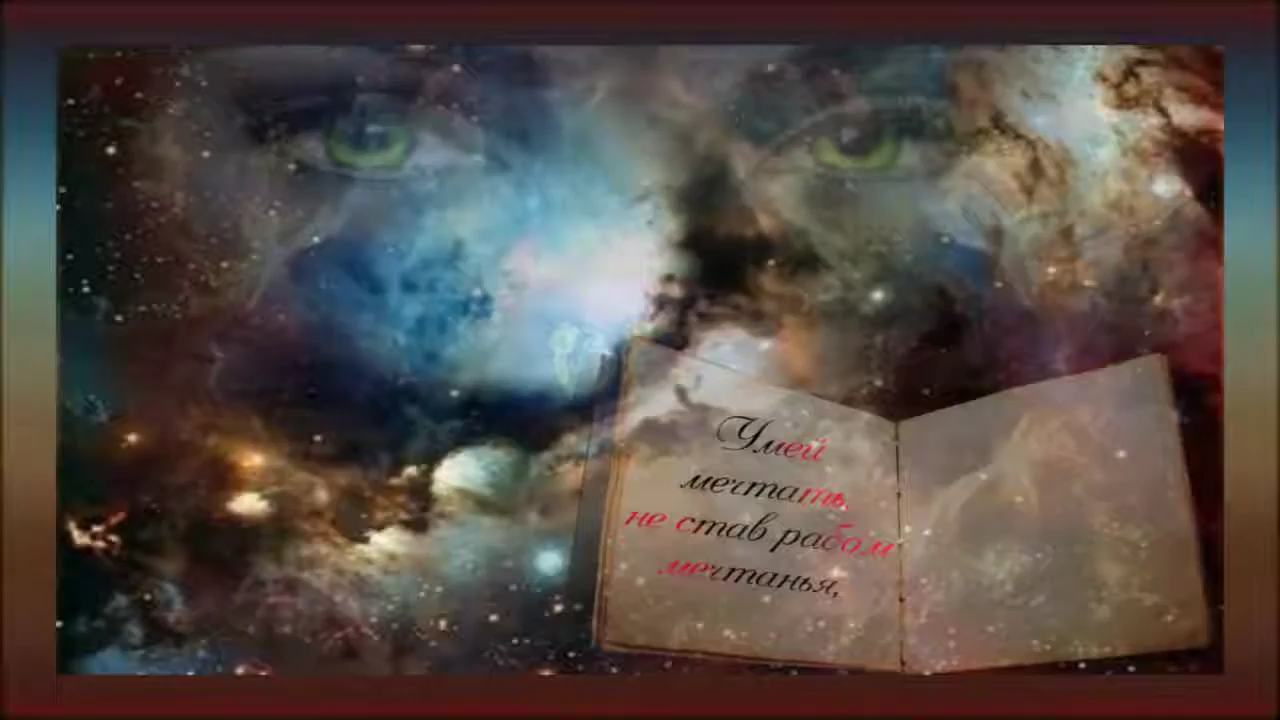 Умей
мечтать,
не став рабом
мечтанья,